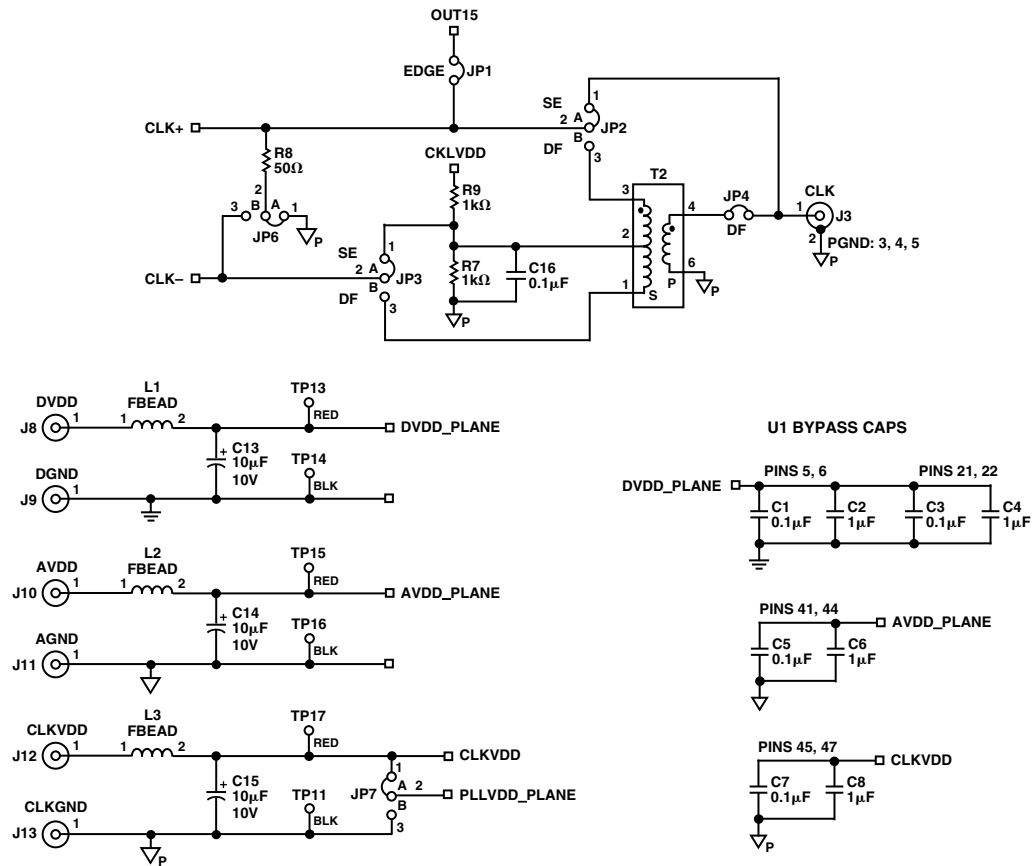 OUT15
EDGE
JP1
SE
1
2 A
JP2
B
DF
3
CLK+
R8
50Ω
2
3 B A 1
JP6
P
CLK–
CKLVDD
R9
1kΩ
SE
1
2 A
JP3
B
DF
3
R7
1kΩ
P
C16
0.1µF
T2
3
4
2
1
S
P
6
P
JP4
DF
CLK
1
J3
2
PGND: 3, 4, 5
P
DVDD
J8
1
L1
FBEAD
1
2
TP13
RED
DVDD_PLANE
+ C13
10µF
10V
DGND
J9
1
TP14
BLK
AVDD
J10
1
L2
FBEAD
1
2
TP15
RED
AVDD_PLANE
+ C14
10µF
10V
AGND
J11
1
TP16
BLK
CLKVDD
J12
1
L3
FBEAD
1
2
TP17
RED
CLKVDD
+ C15
10µF
10V
1
A 2
JP7
B
3
PLLVDD_PLANE
CLKGND
J13
1
TP11
BLK
P
U1 BYPASS CAPS
DVDD_PLANE
PINS 5, 6
PINS 21, 22
C1
0.1µF
C2
1µF
C3
0.1µF
C4
1µF
PINS 41, 44
AVDD_PLANE
C5
0.1µF
C6
1µF
PINS 45, 47
CLKVDD
C7
0.1µF
C8
1µF
P